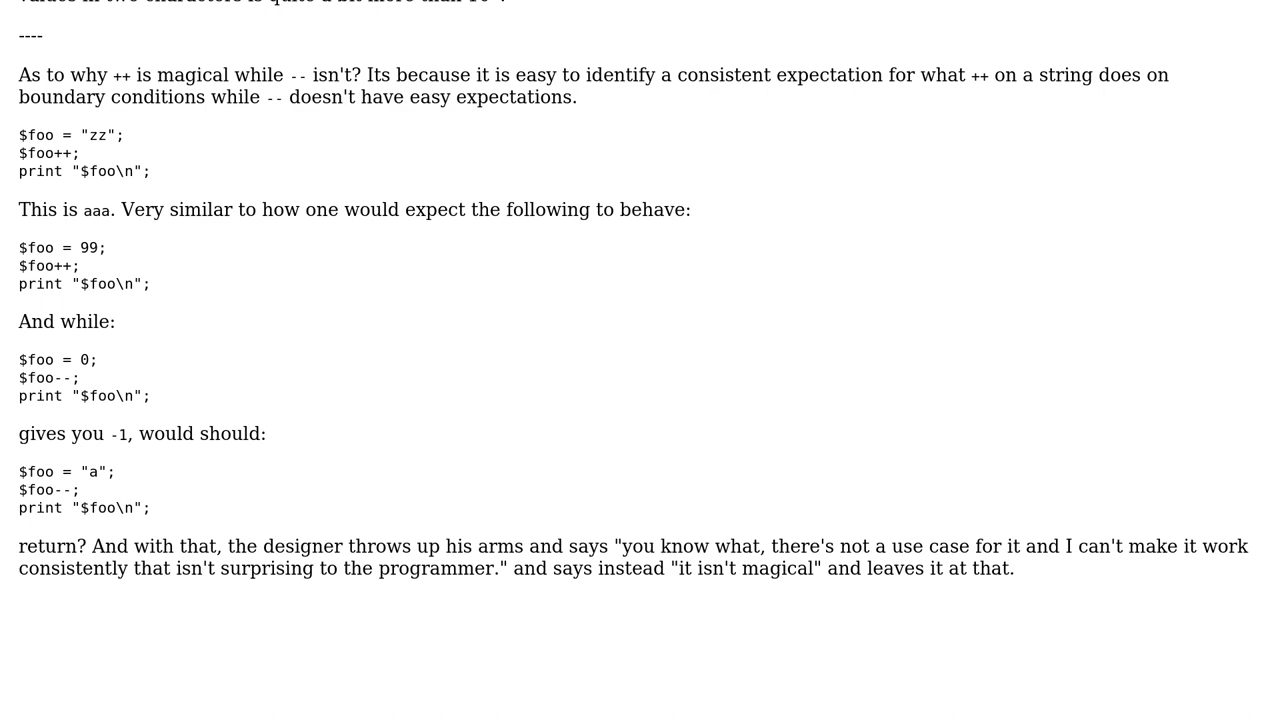 ----
As to why ++ is magical while -- isn't? Its because it is easy to identify a consistent expectation for what ++ on a string does on
boundary conditions while -- doesn't have easy expectations.
$foo = "zz";
$foo++;
print "$foo\n";
This is aaa. Very similar to how one would expect the following to behave:
$foo = 99;
$foo++;
print "$foo\n";
And while:
$foo = 0;
$foo--;
print "$foo\n";
gives you -1, would should:
$foo = "a";
$foo--;
print "$foo\n";
return? And with that, the designer throws up his arms and says "you know what, there's not a use case for it and I can't make it work
consistently that isn't surprising to the programmer." and says instead "it isn't magical" and leaves it at that.